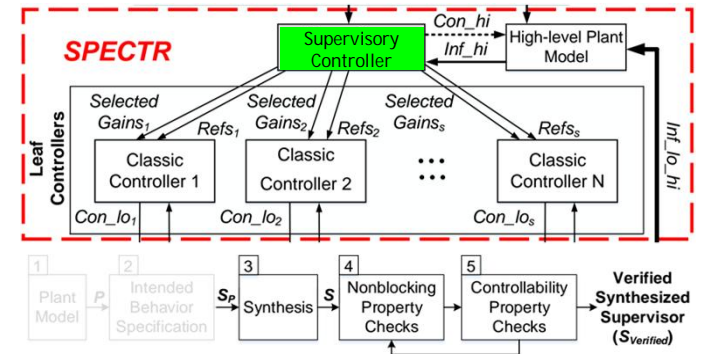 SPECTR
Supervisory
Controller
Con_hi
Inf_hi
High-level Plant
Model
Leaf
Controllers
Selected
Gains1
Refs1
Selected
Gains2
Refs2
Selected
Gainss
Refss
Inf_lo_hi
Classic
Controller 1
Classic
Controller 2
Classic
Controller N
Con_lo1
Con_lo2
Con_los
1
Plant
Model
P
2
Intended
Behavior
Specification
SP
3
Synthesis
S
4
Nonblocking
Property
Checks
5
Controllability
Property
Checks
Verified
Synthesized
Supervisor
(SVerified)